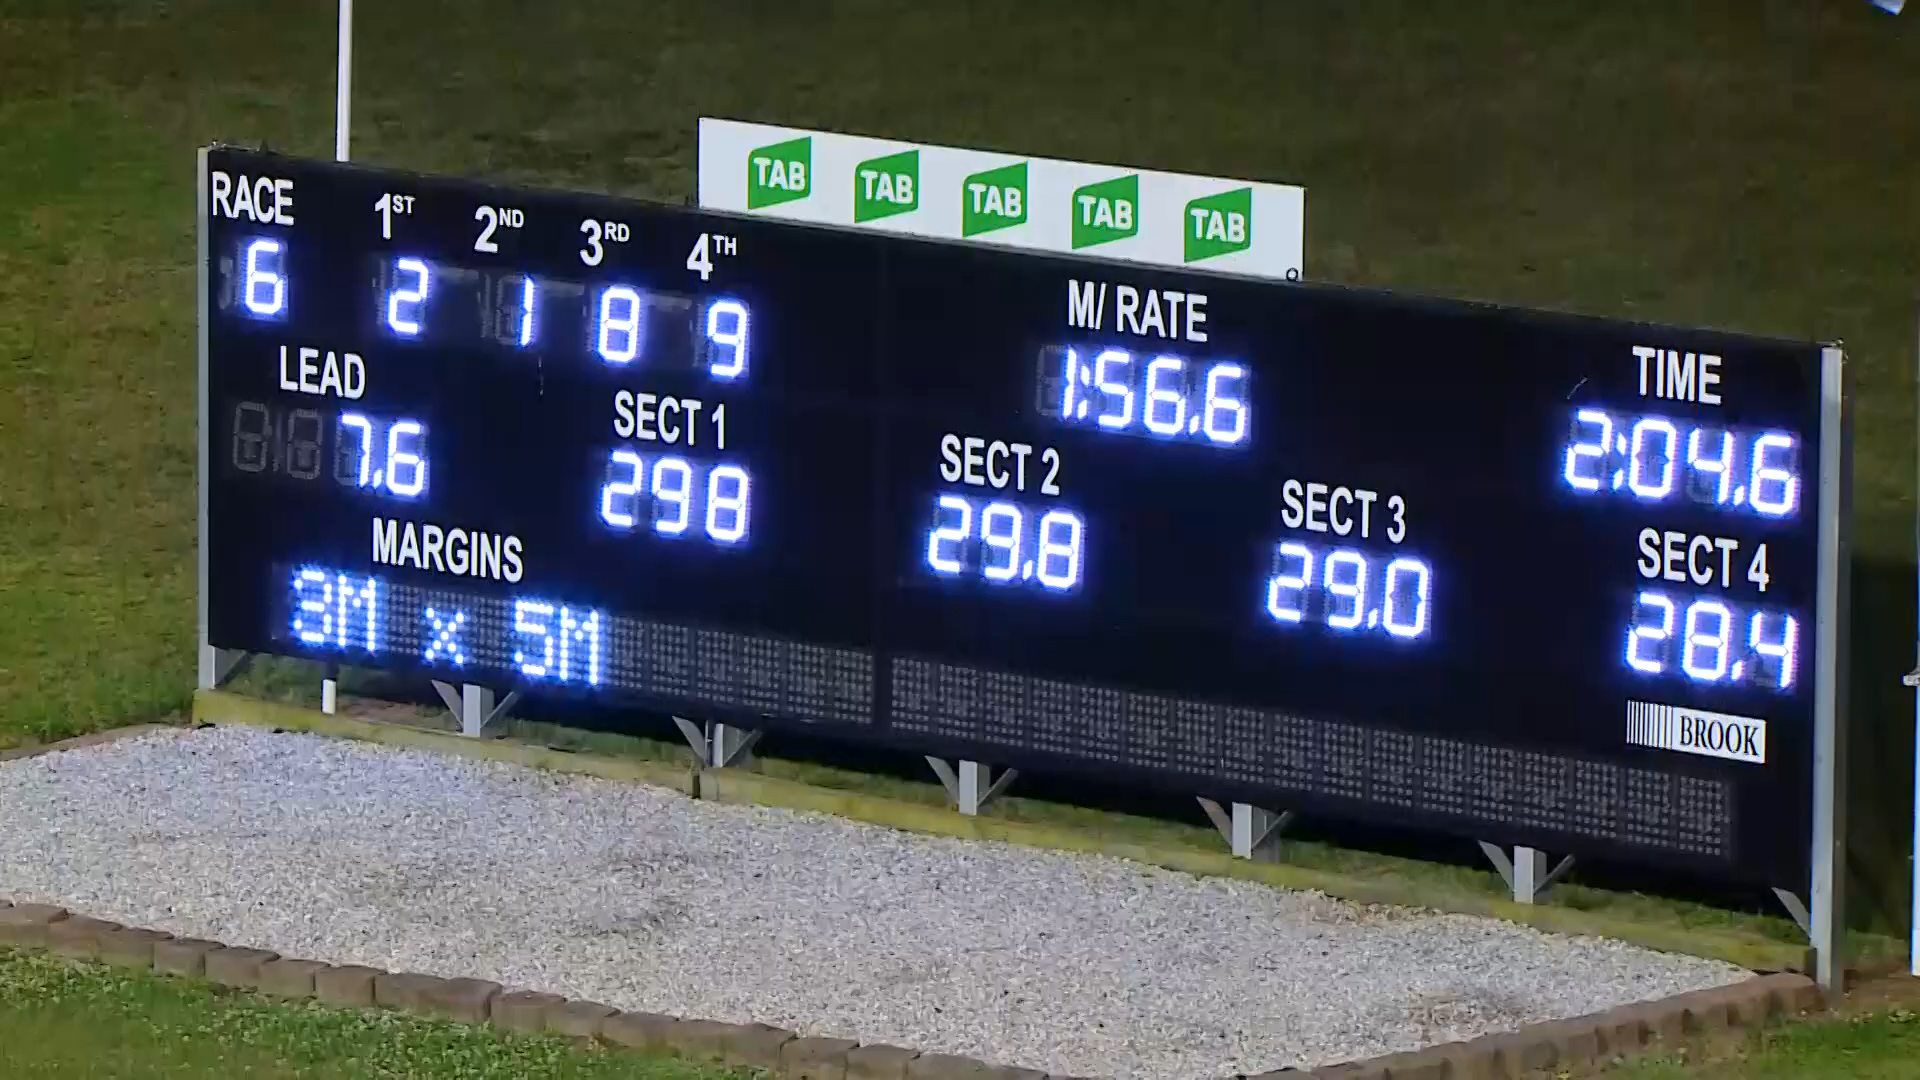 TAB TAB TAB TAB TAB
RACE 1ST 2ND 3RD 4TH
6 2 1 8 9
M/ RATE
1:56.6
TIME
2:04.6
LEAD
7.6
SECT 1
298
SECT 2
29.8
SECT 3
29.0
SECT 4
28.4
MARGINS
x 5M
BROOK